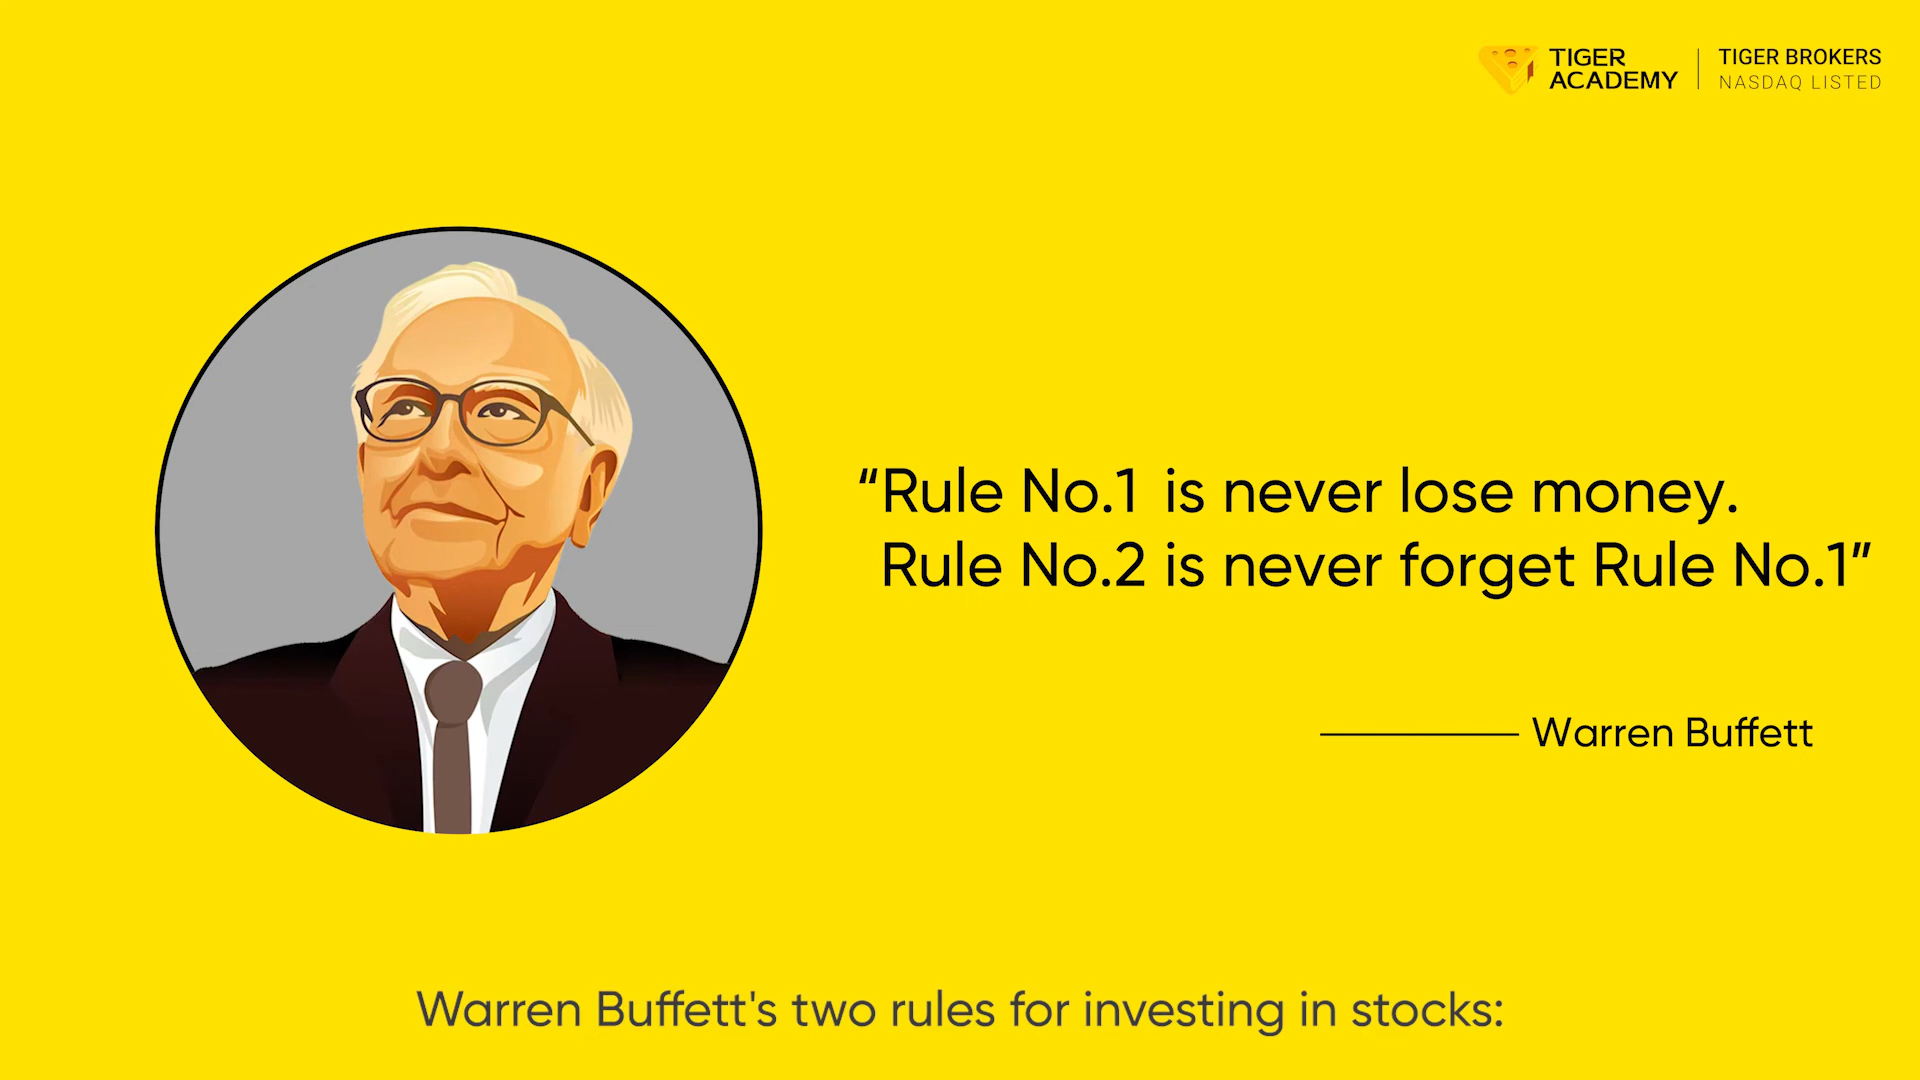 TIGER
ACADEMY
TIGER BROKERS
NASDAQ LISTED
“Rule No.1 is never lose money.
Rule No.2 is never forget Rule No.1”
Warren Buffett
Warren Buffett's two rules for investing in stocks: